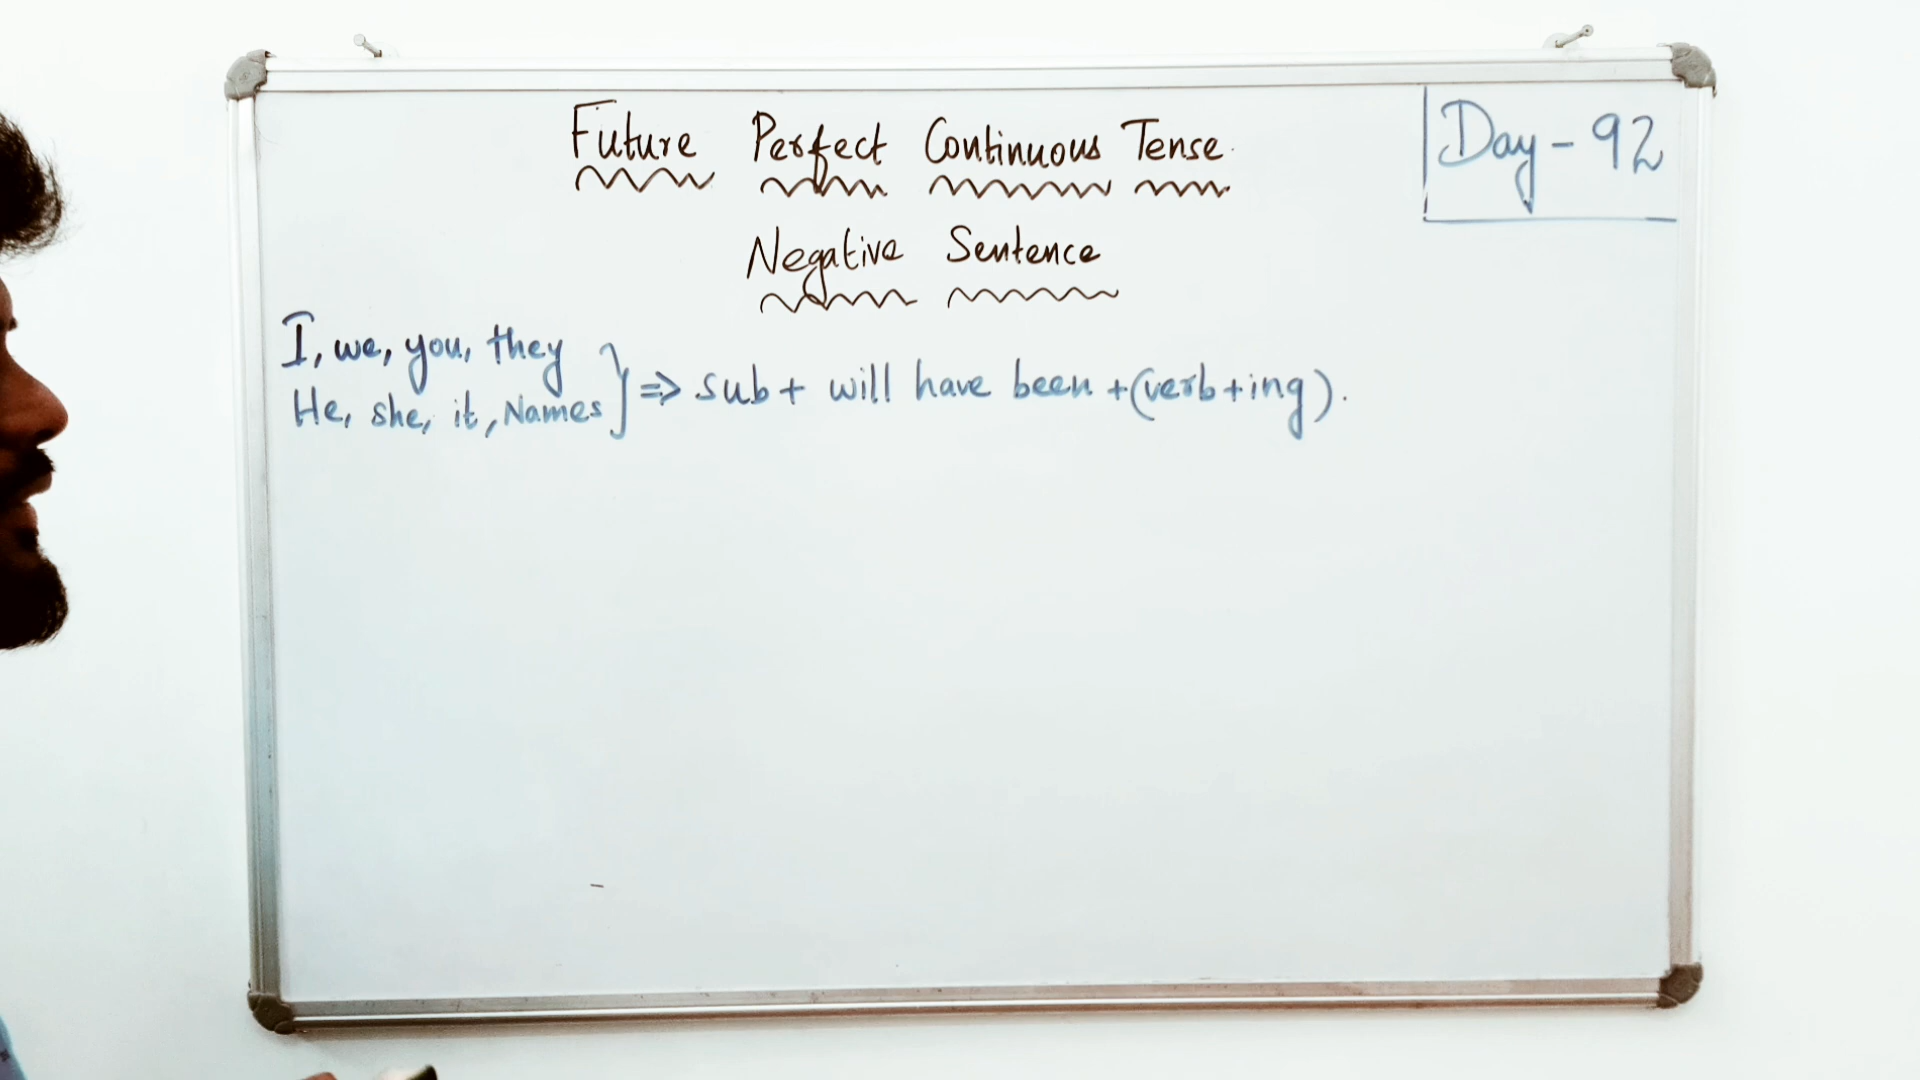 Future Perfect Continuous Tense.
Day - 92
Negative Sentence
I, we, you, they
He, she, it, Names } ⇒ sub + will have been + (verb+ing).